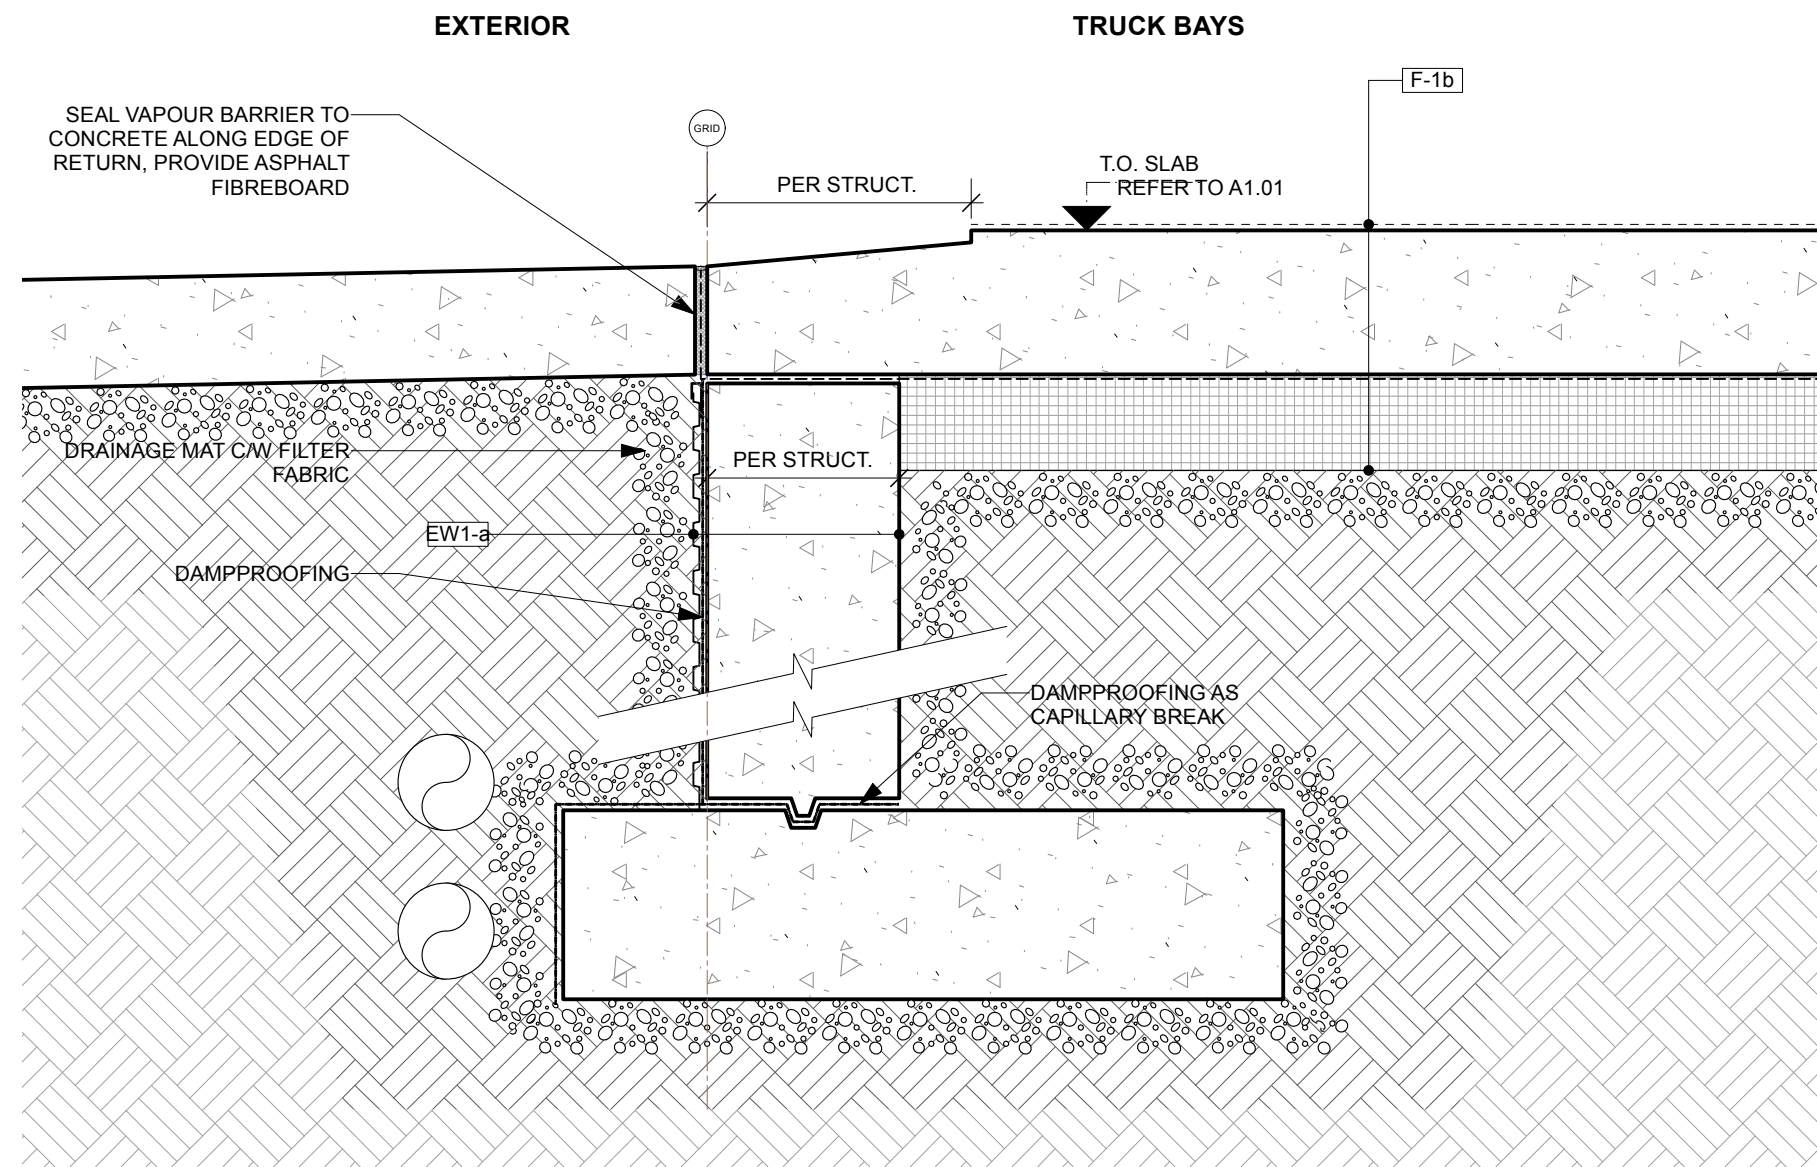 EXTERIOR
TRUCK BAYS
F-1b
SEAL VAPOUR BARRIER TO
CONCRETE ALONG EDGE OF
RETURN, PROVIDE ASPHALT
FIBREBOARD
GRID
PER STRUCT.
T.O. SLAB
REFER TO A1.01
DRAINAGE MAT C/W FILTER
FABRIC
PER STRUCT.
EW1-a
DAMPPROOFING
DAMPPROOFING AS
CAPILLARY BREAK